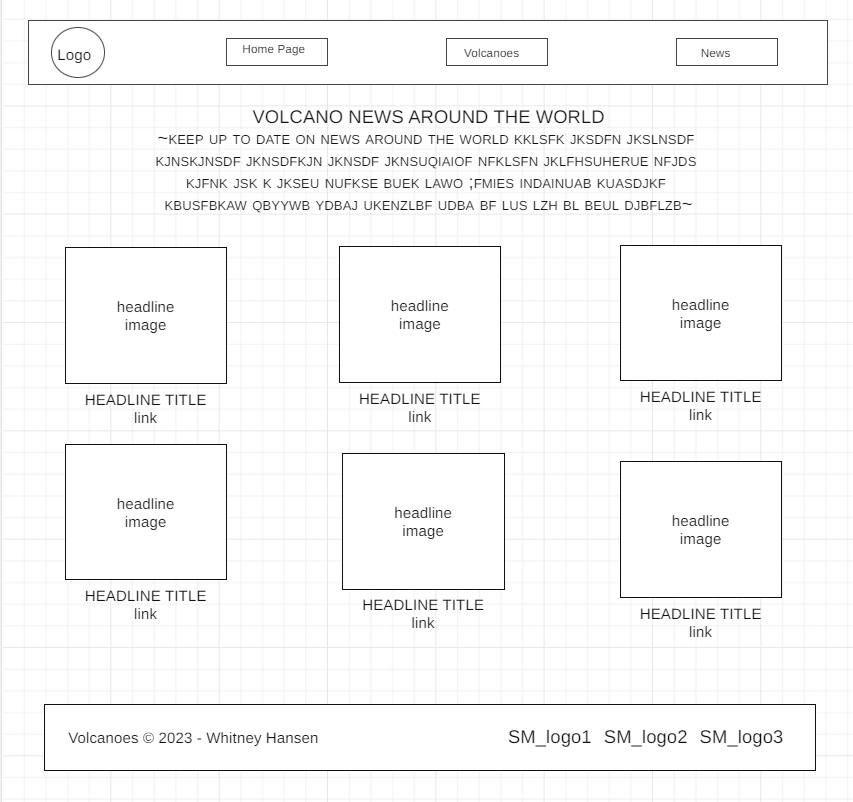 Logo
Home Page
Volcanoes
News
VOLCANO NEWS AROUND THE WORLD
~KEEP UP TO DATE ON NEWS AROUND THE WORLD KKLSFK JKSDFN JKSLNSDF
KJNSKJNSDF JKNSDFKJN JKNSDF JKNSUQIAIOF NFKLSFN JKLFHSUHERUE NFJDS
KJFNK JSK K JKSEU NUFKSE BUEK LAWO ;FMIES INDAINUAB KUASDJKF
KBUSFBKAW QBYYWB YDBAJ UKENZLBF UDBA BF LUS LZH BL BEUL DJBFLZB~
headline
image
HEADLINE TITLE
link
headline
image
HEADLINE TITLE
link
headline
image
HEADLINE TITLE
link
headline
image
HEADLINE TITLE
link
headline
image
HEADLINE TITLE
link
headline
image
HEADLINE TITLE
link
Volcanoes © 2023 - Whitney Hansen
SM_logo1 SM_logo2 SM_logo3